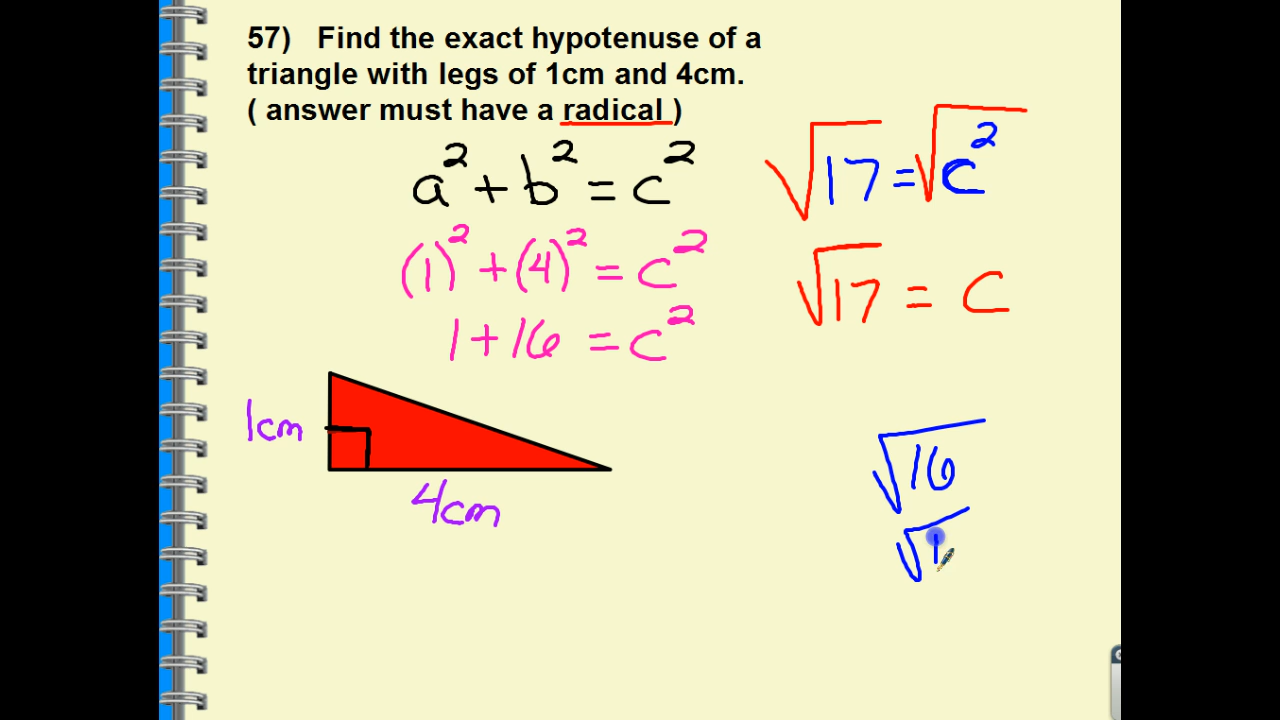 57) Find the exact hypotenuse of a
triangle with legs of 1cm and 4cm.
( answer must have a radical )
a² + b² = c²
(1)² + (4)² = c²
1 + 16 = c²
√17 = √c²
√17 = c
1cm
4cm
√16
√1